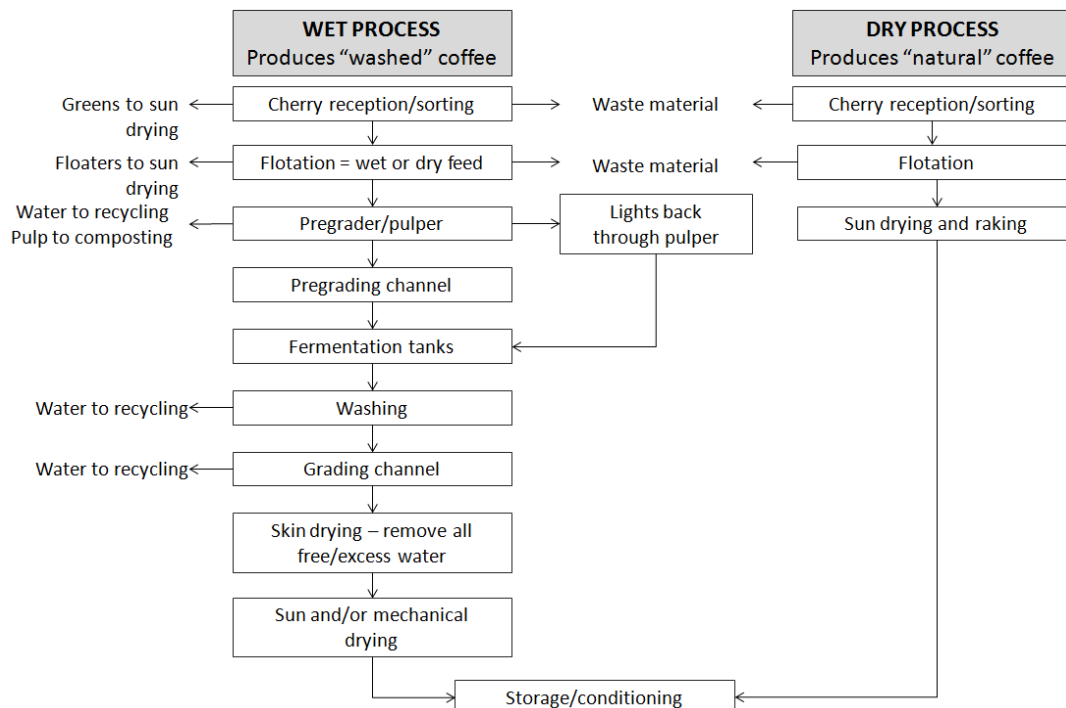 WET PROCESS
Produces “washed” coffee
DRY PROCESS
Produces “natural” coffee
Greens to sun
drying
Cherry reception/sorting
Waste material
Cherry reception/sorting
Floaters to sun
drying
Flotation = wet or dry feed
Waste material
Flotation
Water to recycling
Pulp to composting
Pregrader/pulper
Lights back
through pulper
Sun drying and raking
Pregrading channel
Fermentation tanks
Water to recycling
Washing
Water to recycling
Grading channel
Skin drying – remove all
free/excess water
Sun and/or mechanical
drying
Storage/conditioning